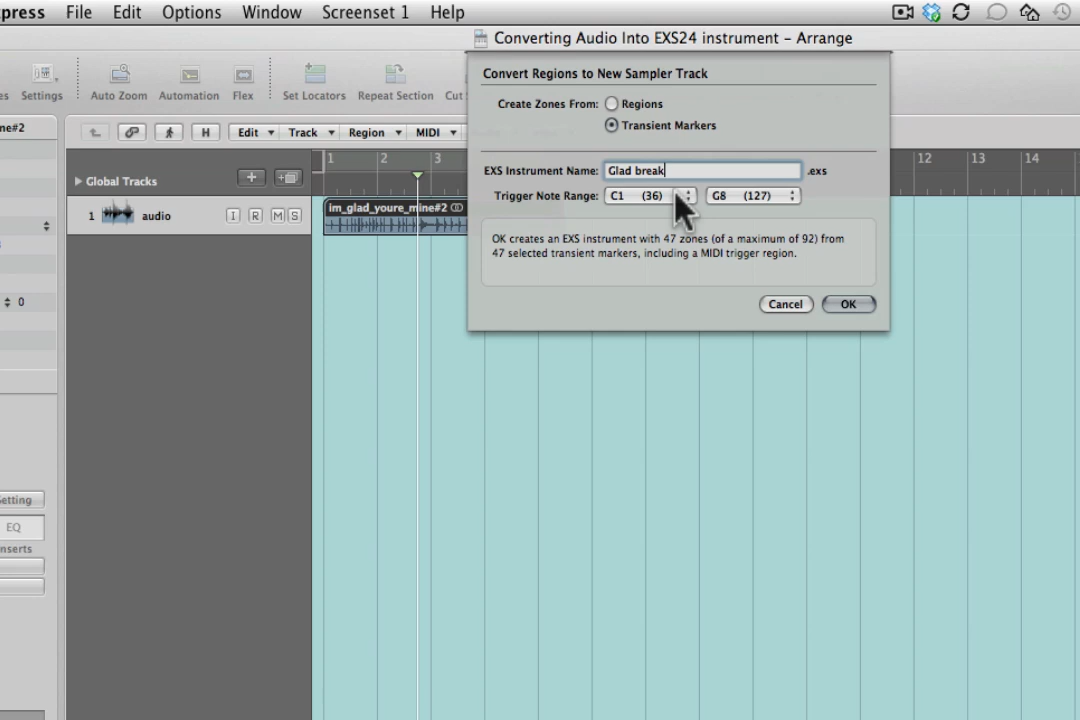 xpress File Edit Options Window Screenset 1 Help
Converting Audio Into EXS24 instrument – Arrange
Convert Regions to New Sampler Track
Create Zones From: Regions
Transient Markers
EXS Instrument Name: Glad break .exs
Trigger Note Range: C1 (36) G8 (127)
OK creates an EXS instrument with 47 zones (of a maximum of 92) from
47 selected transient markers, including a MIDI trigger region.
Cancel OK
es Settings Auto Zoom Automation Flex Set Locators Repeat Section Cut S
ne#2 H Edit Track Region MIDI
1 2 3 12 13 14
Global Tracks
1 audio I R M S
im_glad_youre_mine#2
0
Setting
EQ
nserts